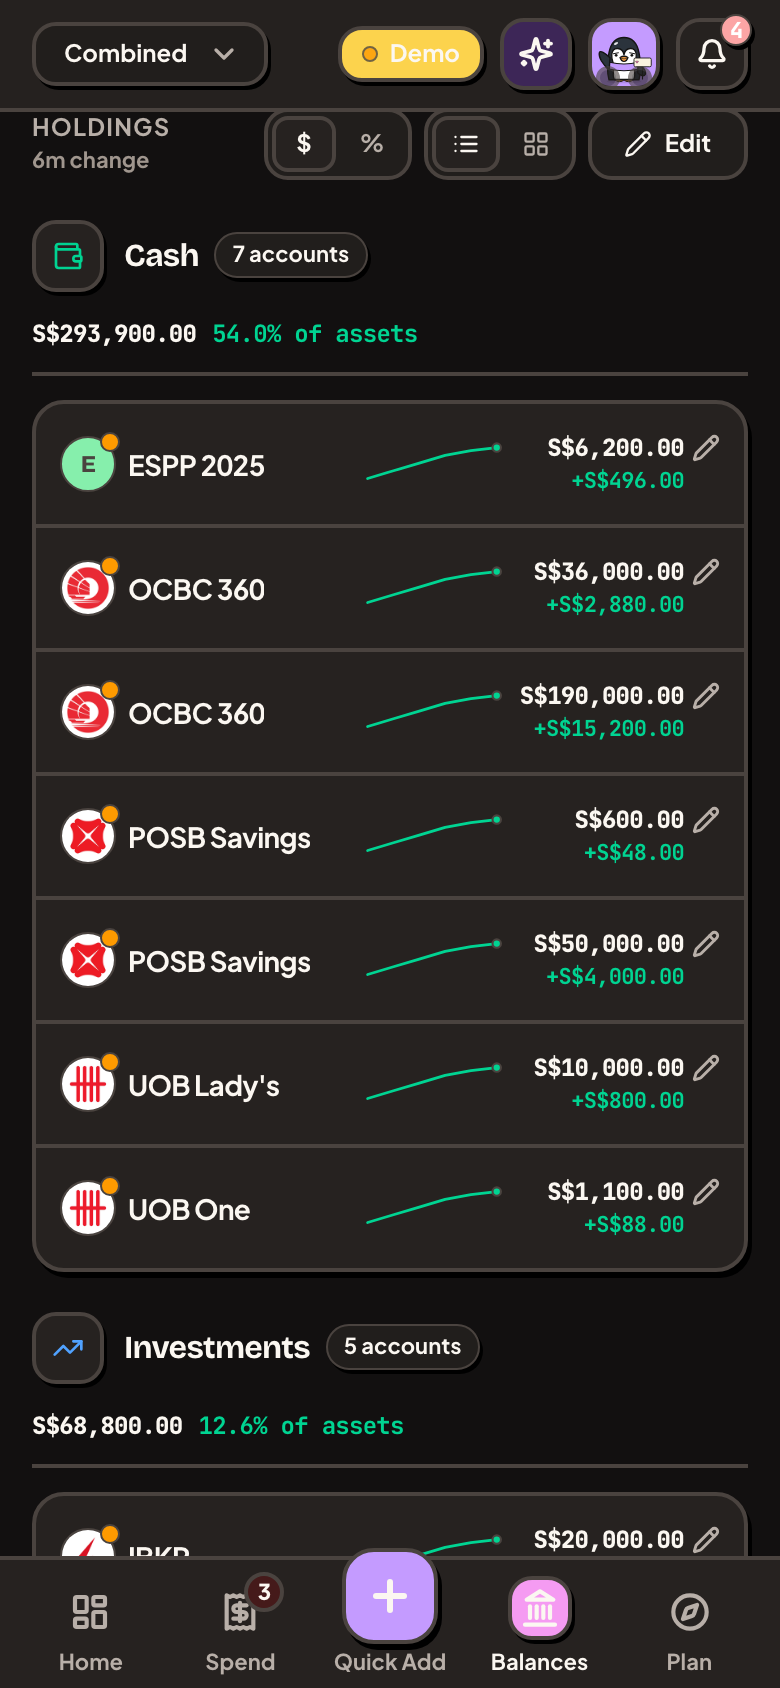 Combined
Demo
4
HOLDINGS
6m change
$ %
Edit
Cash
7 accounts
S$293,900.00 54.0% of assets
E
ESPP 2025
S$6,200.00
+S$496.00
OCBC 360
S$36,000.00
+S$2,880.00
OCBC 360
S$190,000.00
+S$15,200.00
POSB Savings
S$600.00
+S$48.00
POSB Savings
S$50,000.00
+S$4,000.00
UOB Lady's
S$10,000.00
+S$800.00
UOB One
S$1,100.00
+S$88.00
Investments
5 accounts
S$68,800.00 12.6% of assets
IBKR
S$20,000.00
3
Home
Spend
Quick Add
Balances
Plan